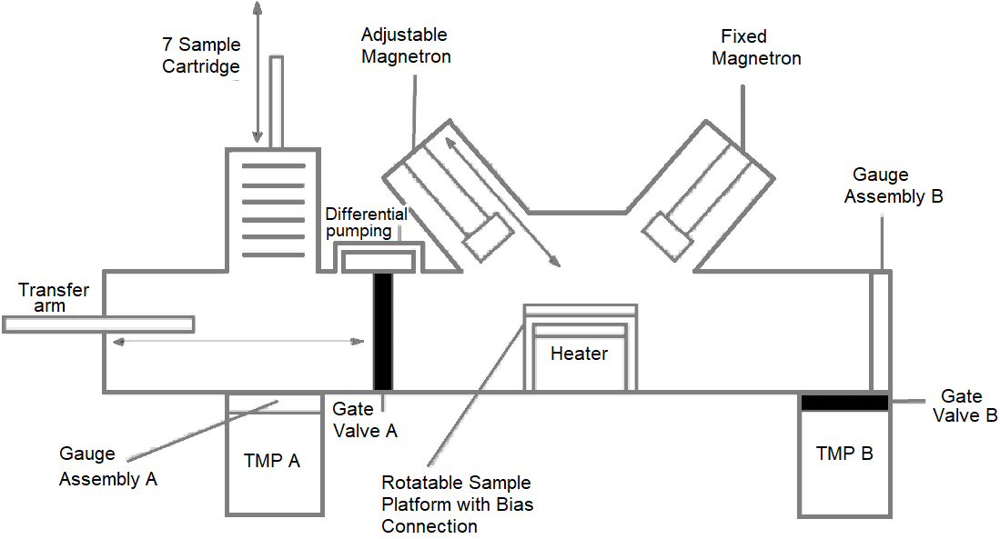 7 Sample
Cartridge
Adjustable
Magnetron
Fixed
Magnetron
Gauge
Assembly B
Differential
pumping
Transfer
arm
Heater
Gate
Valve A
Gate
Valve B
Gauge
Assembly A
TMP A
TMP B
Rotatable Sample
Platform with Bias
Connection